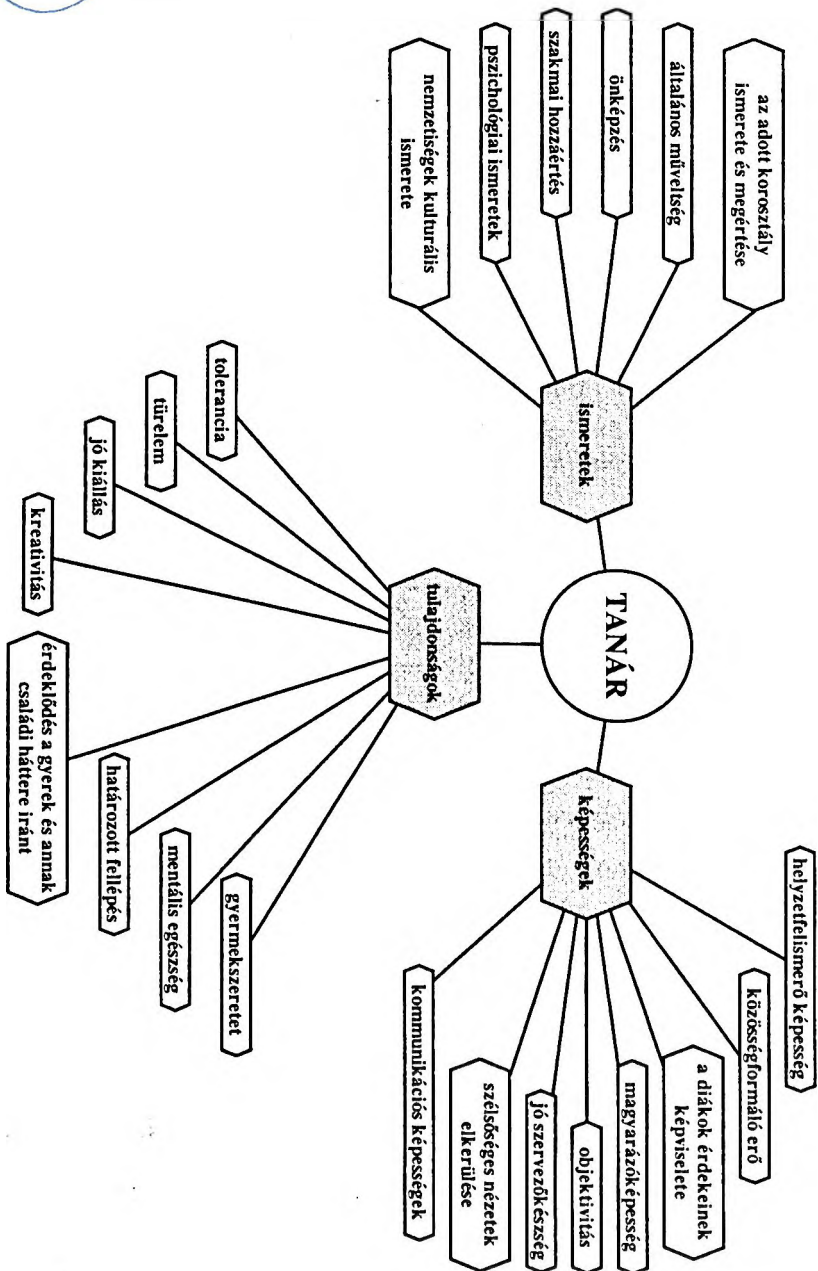 TANÁR
ismeretek
az adott korosztály
ismerete és megértése
általános műveltség
önképzés
szakmai hozzáértés
pszichológiai ismeretek
nemzetiségek kulturális
ismerete
tulajdonságok
tolerancia
türelem
jó kiállás
kreativitás
érdeklődés a gyerek és annak
családi háttere iránt
határozott fellépés
mentális egészség
gyermekszeretet
képességek
helyzetfelismerő képesség
közösségformáló erő
a diákok érdekeinek
képviselete
magyarázóképesség
objektivitás
jó szervezőkészség
szélsőséges nézetek
elkerülése
kommunikációs képességek